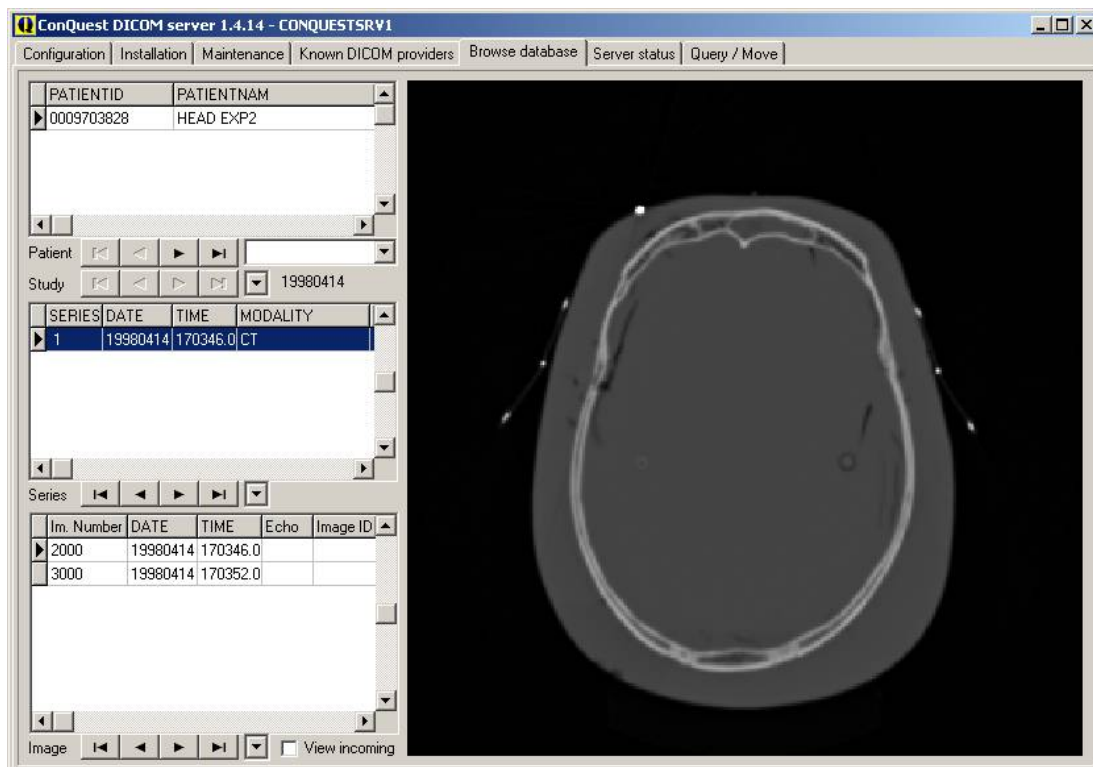 ConQuest DICOM server 1.4.14 - CONQUESTSRV1
Configuration Installation Maintenance Known DICOM providers Browse database Server status Query / Move
PATIENTID PATIENTNAM
0009703828 HEAD EXP2
Patient
Study 19980414
SERIES DATE TIME MODALITY
1 19980414 170346.0 CT
Series
Im. Number DATE TIME Echo Image ID
2000 19980414 170346.0
3000 19980414 170352.0
Image View incoming